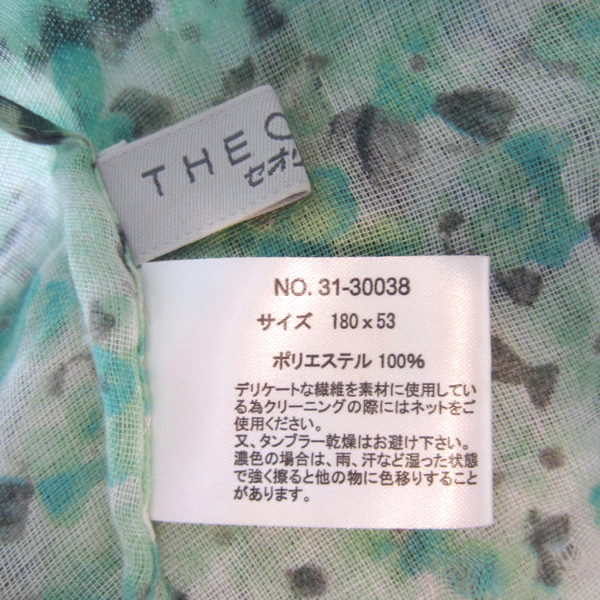 THEO
セオ
NO. 31-30038
サイズ 180x53
ポリエステル 100%
デリケートな繊維を素材に使用してい
る為クリーニングの際にはネットをご
使用ください。
又、タンブラー乾燥はお避け下さい。
濃色の場合は、雨、汗など湿った状態
で強く擦ると他の物に色移りすること
があります。